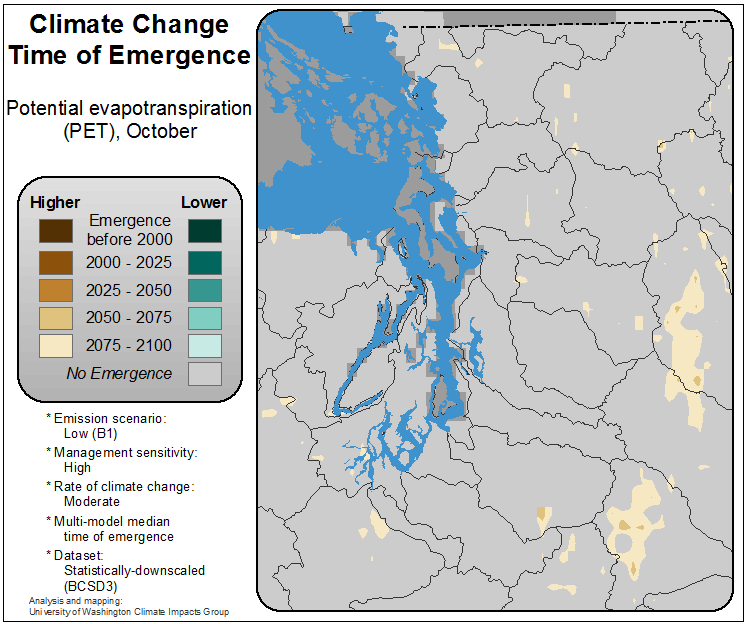 Climate Change
Time of Emergence
Potential evapotranspiration
(PET), October
Higher Lower
Emergence
before 2000
2000 - 2025
2025 - 2050
2050 - 2075
2075 - 2100
No Emergence
* Emission scenario:
Low (B1)
* Management sensitivity:
High
* Rate of climate change:
Moderate
* Multi-model median
time of emergence
* Dataset:
Statistically-downscaled
(BCSD3)
Analysis and mapping:
University of Washington Climate Impacts Group